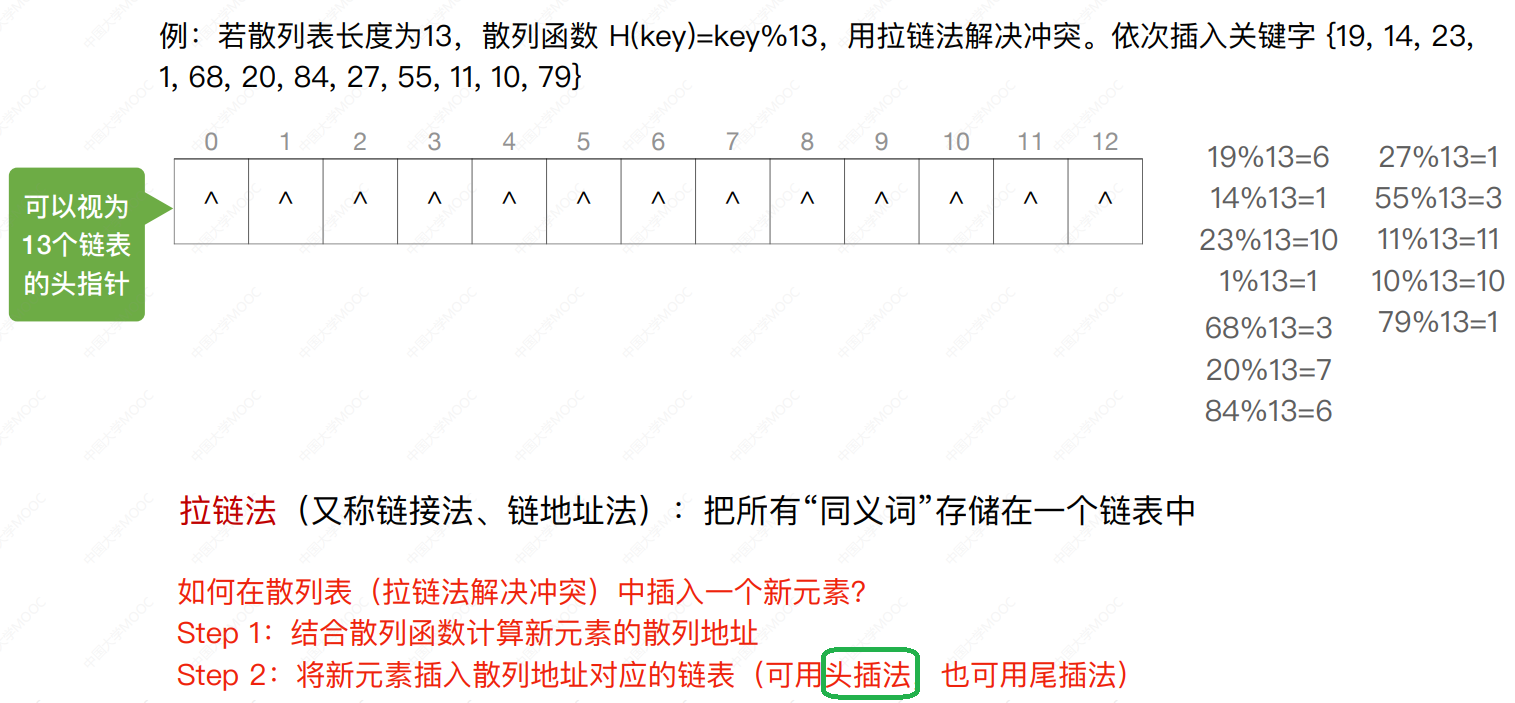 例：若散列表长度为13，散列函数 H(key)=key%13，用拉链法解决冲突。依次插入关键字 {19, 14, 23,
1, 68, 20, 84, 27, 55, 11, 10, 79}
0 1 2 3 4 5 6 7 8 9 10 11 12
^ ^ ^ ^ ^ ^ ^ ^ ^ ^ ^ ^ ^
可以视为
13个链表
的头指针
19%13=6
14%13=1
23%13=10
1%13=1
68%13=3
20%13=7
84%13=6
27%13=1
55%13=3
11%13=11
10%13=10
79%13=1
拉链法（又称链接法、链地址法）：把所有“同义词”存储在一个链表中
如何在散列表（拉链法解决冲突）中插入一个新元素?
Step 1：结合散列函数计算新元素的散列地址
Step 2：将新元素插入散列地址对应的链表（可用头插法 也可用尾插法）
中国大学MOOC